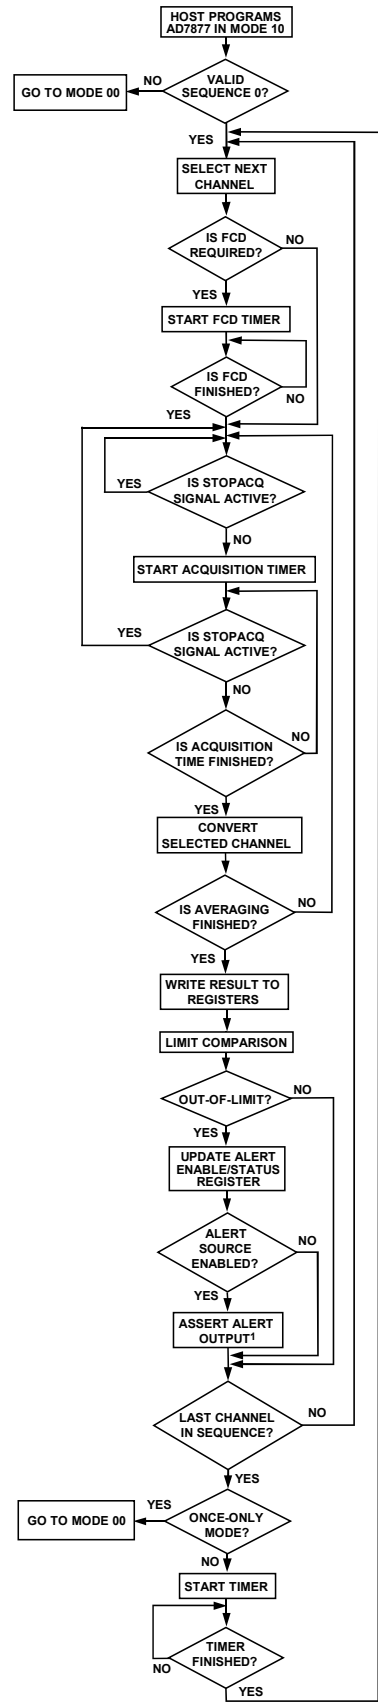 HOST PROGRAMS
AD7877 IN MODE 10
NO
VALID
SEQUENCE 0?
GO TO MODE 00
YES
SELECT NEXT
CHANNEL
IS FCD
REQUIRED?
NO
YES
START FCD TIMER
IS FCD
FINISHED?
NO
YES
IS STOPACQ
SIGNAL ACTIVE?
YES
NO
START ACQUISITION TIMER
YES
IS STOPACQ
SIGNAL ACTIVE?
NO
NO
IS ACQUISITION
TIME FINISHED?
YES
CONVERT
SELECTED CHANNEL
NO
IS AVERAGING
FINISHED?
YES
WRITE RESULT TO
REGISTERS
LIMIT COMPARISON
NO
OUT-OF-LIMIT?
YES
UPDATE ALERT
ENABLE/STATUS
REGISTER
ALERT
SOURCE
ENABLED?
NO
YES
ASSERT ALERT
OUTPUT¹
LAST CHANNEL
IN SEQUENCE?
NO
YES
YES
ONCE-ONLY
MODE?
GO TO MODE 00
NO
START TIMER
TIMER
FINISHED?
NO
YES